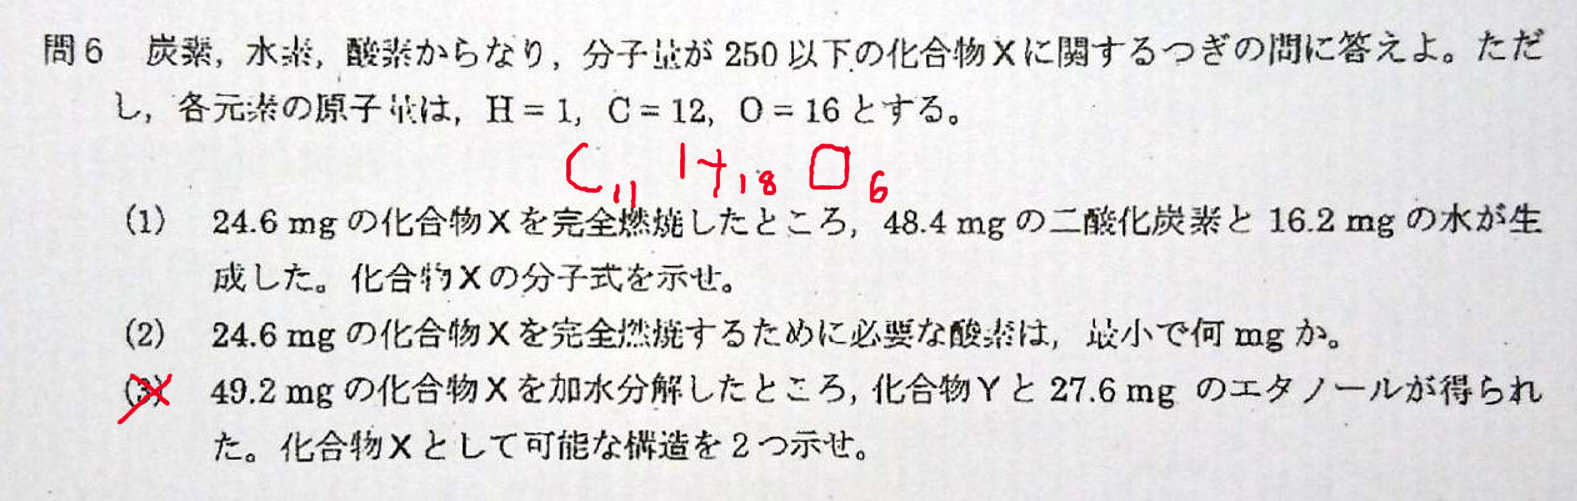 問6 炭素，水素，酸素からなり，分子量が 250 以下の化合物Xに関するつぎの問に答えよ。ただ
し，各元素の原子量は，H = 1，C = 12，O = 16 とする。
C11 H18 O6
(1) 24.6 mg の化合物Xを完全燃焼したところ，48.4 mg の二酸化炭素と 16.2 mg の水が生
成した。化合物Xの分子式を示せ。
(2) 24.6 mg の化合物Xを完全燃焼するために必要な酸素は，最小で何 mg か。
(3) 49.2 mg の化合物Xを加水分解したところ，化合物Yと 27.6 mg のエタノールが得られ
た。化合物Xとして可能な構造を2つ示せ。